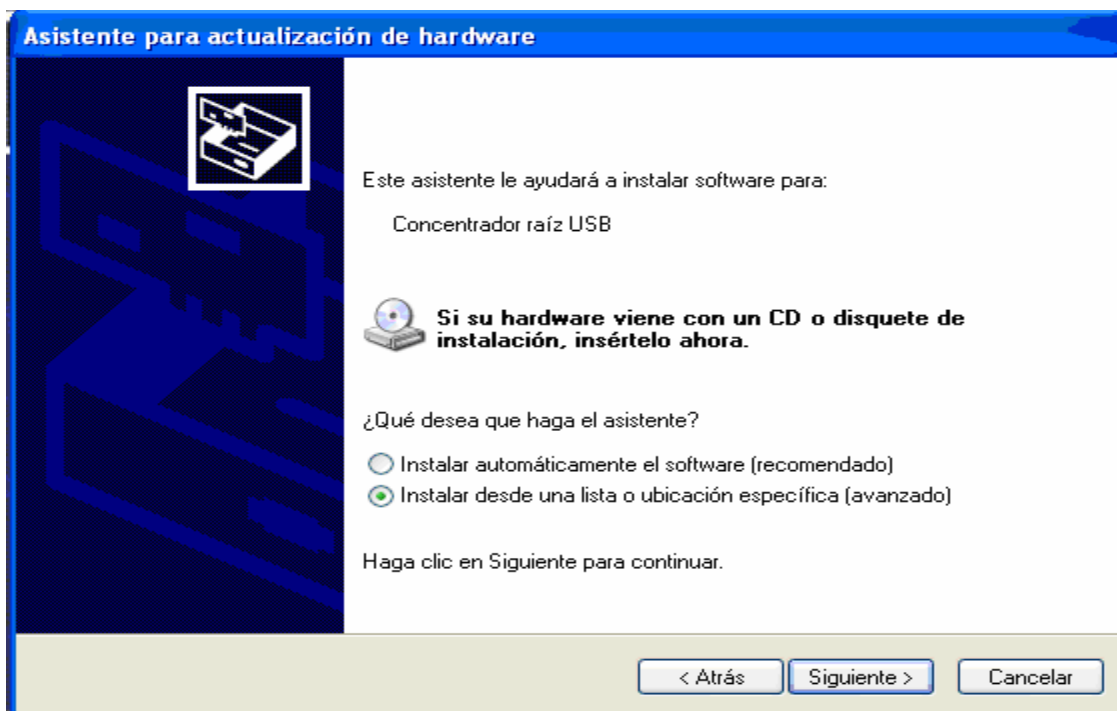 Asistente para actualización de hardware
Este asistente le ayudará a instalar software para:
Concentrador raíz USB
Si su hardware viene con un CD o disquete de
instalación, insértelo ahora.
¿Qué desea que haga el asistente?
Instalar automáticamente el software (recomendado)
Instalar desde una lista o ubicación específica (avanzado)
Haga clic en Siguiente para continuar.
< Atrás
Siguiente >
Cancelar